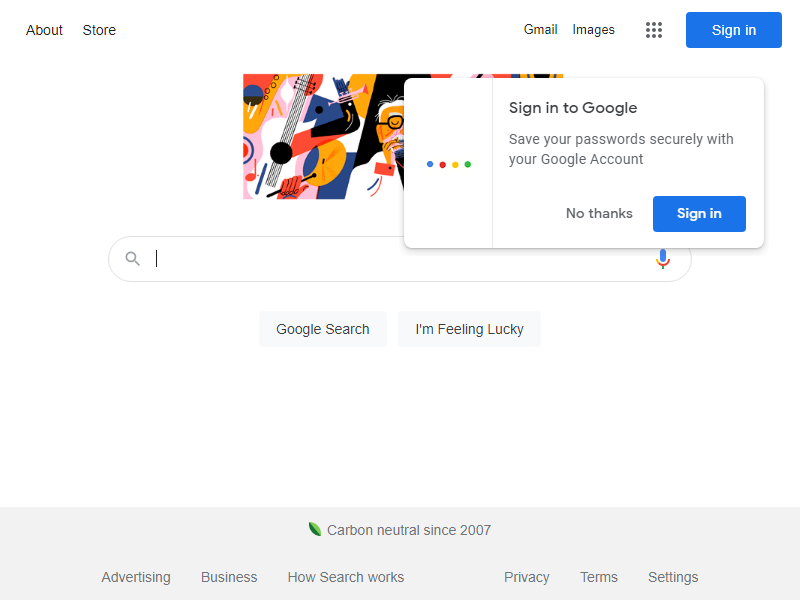 About Store Gmail Images Sign in
Sign in to Google
Save your passwords securely with
your Google Account
No thanks Sign in
Google Search I'm Feeling Lucky
Carbon neutral since 2007
Advertising Business How Search works Privacy Terms Settings